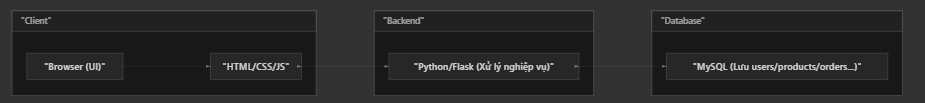 "Client"
"Backend"
"Database"
"Browser (UI)"
"HTML/CSS/JS"
"Python/Flask (Xử lý nghiệp vụ)"
"MySQL (Lưu users/products/orders...)"